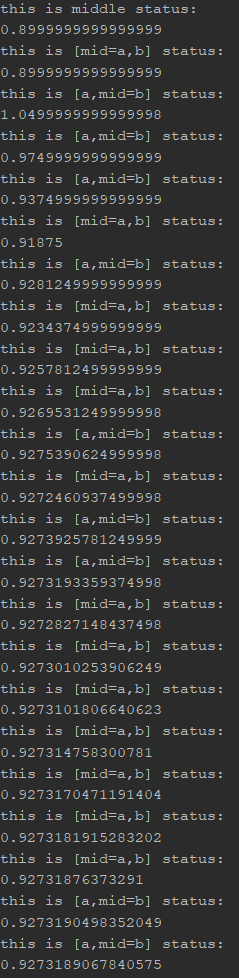 this is middle status:
0.8999999999999999
this is [mid=a,b] status:
0.8999999999999999
this is [a,mid=b] status:
1.0499999999999998
this is [a,mid=b] status:
0.9749999999999999
this is [a,mid=b] status:
0.9374999999999999
this is [mid=a,b] status:
0.91875
this is [a,mid=b] status:
0.9281249999999999
this is [mid=a,b] status:
0.9234374999999999
this is [mid=a,b] status:
0.9257812499999999
this is [mid=a,b] status:
0.9269531249999998
this is [a,mid=b] status:
0.9275390624999998
this is [mid=a,b] status:
0.9272460937499998
this is [a,mid=b] status:
0.9273925781249999
this is [a,mid=b] status:
0.9273193359374998
this is [mid=a,b] status:
0.9272827148437498
this is [mid=a,b] status:
0.9273010253906249
this is [mid=a,b] status:
0.9273101806640623
this is [mid=a,b] status:
0.927314758300781
this is [mid=a,b] status:
0.9273170471191404
this is [mid=a,b] status:
0.9273181915283202
this is [mid=a,b] status:
0.92731876373291
this is [a,mid=b] status:
0.9273190498352049
this is [a,mid=b] status:
0.9273189067840575